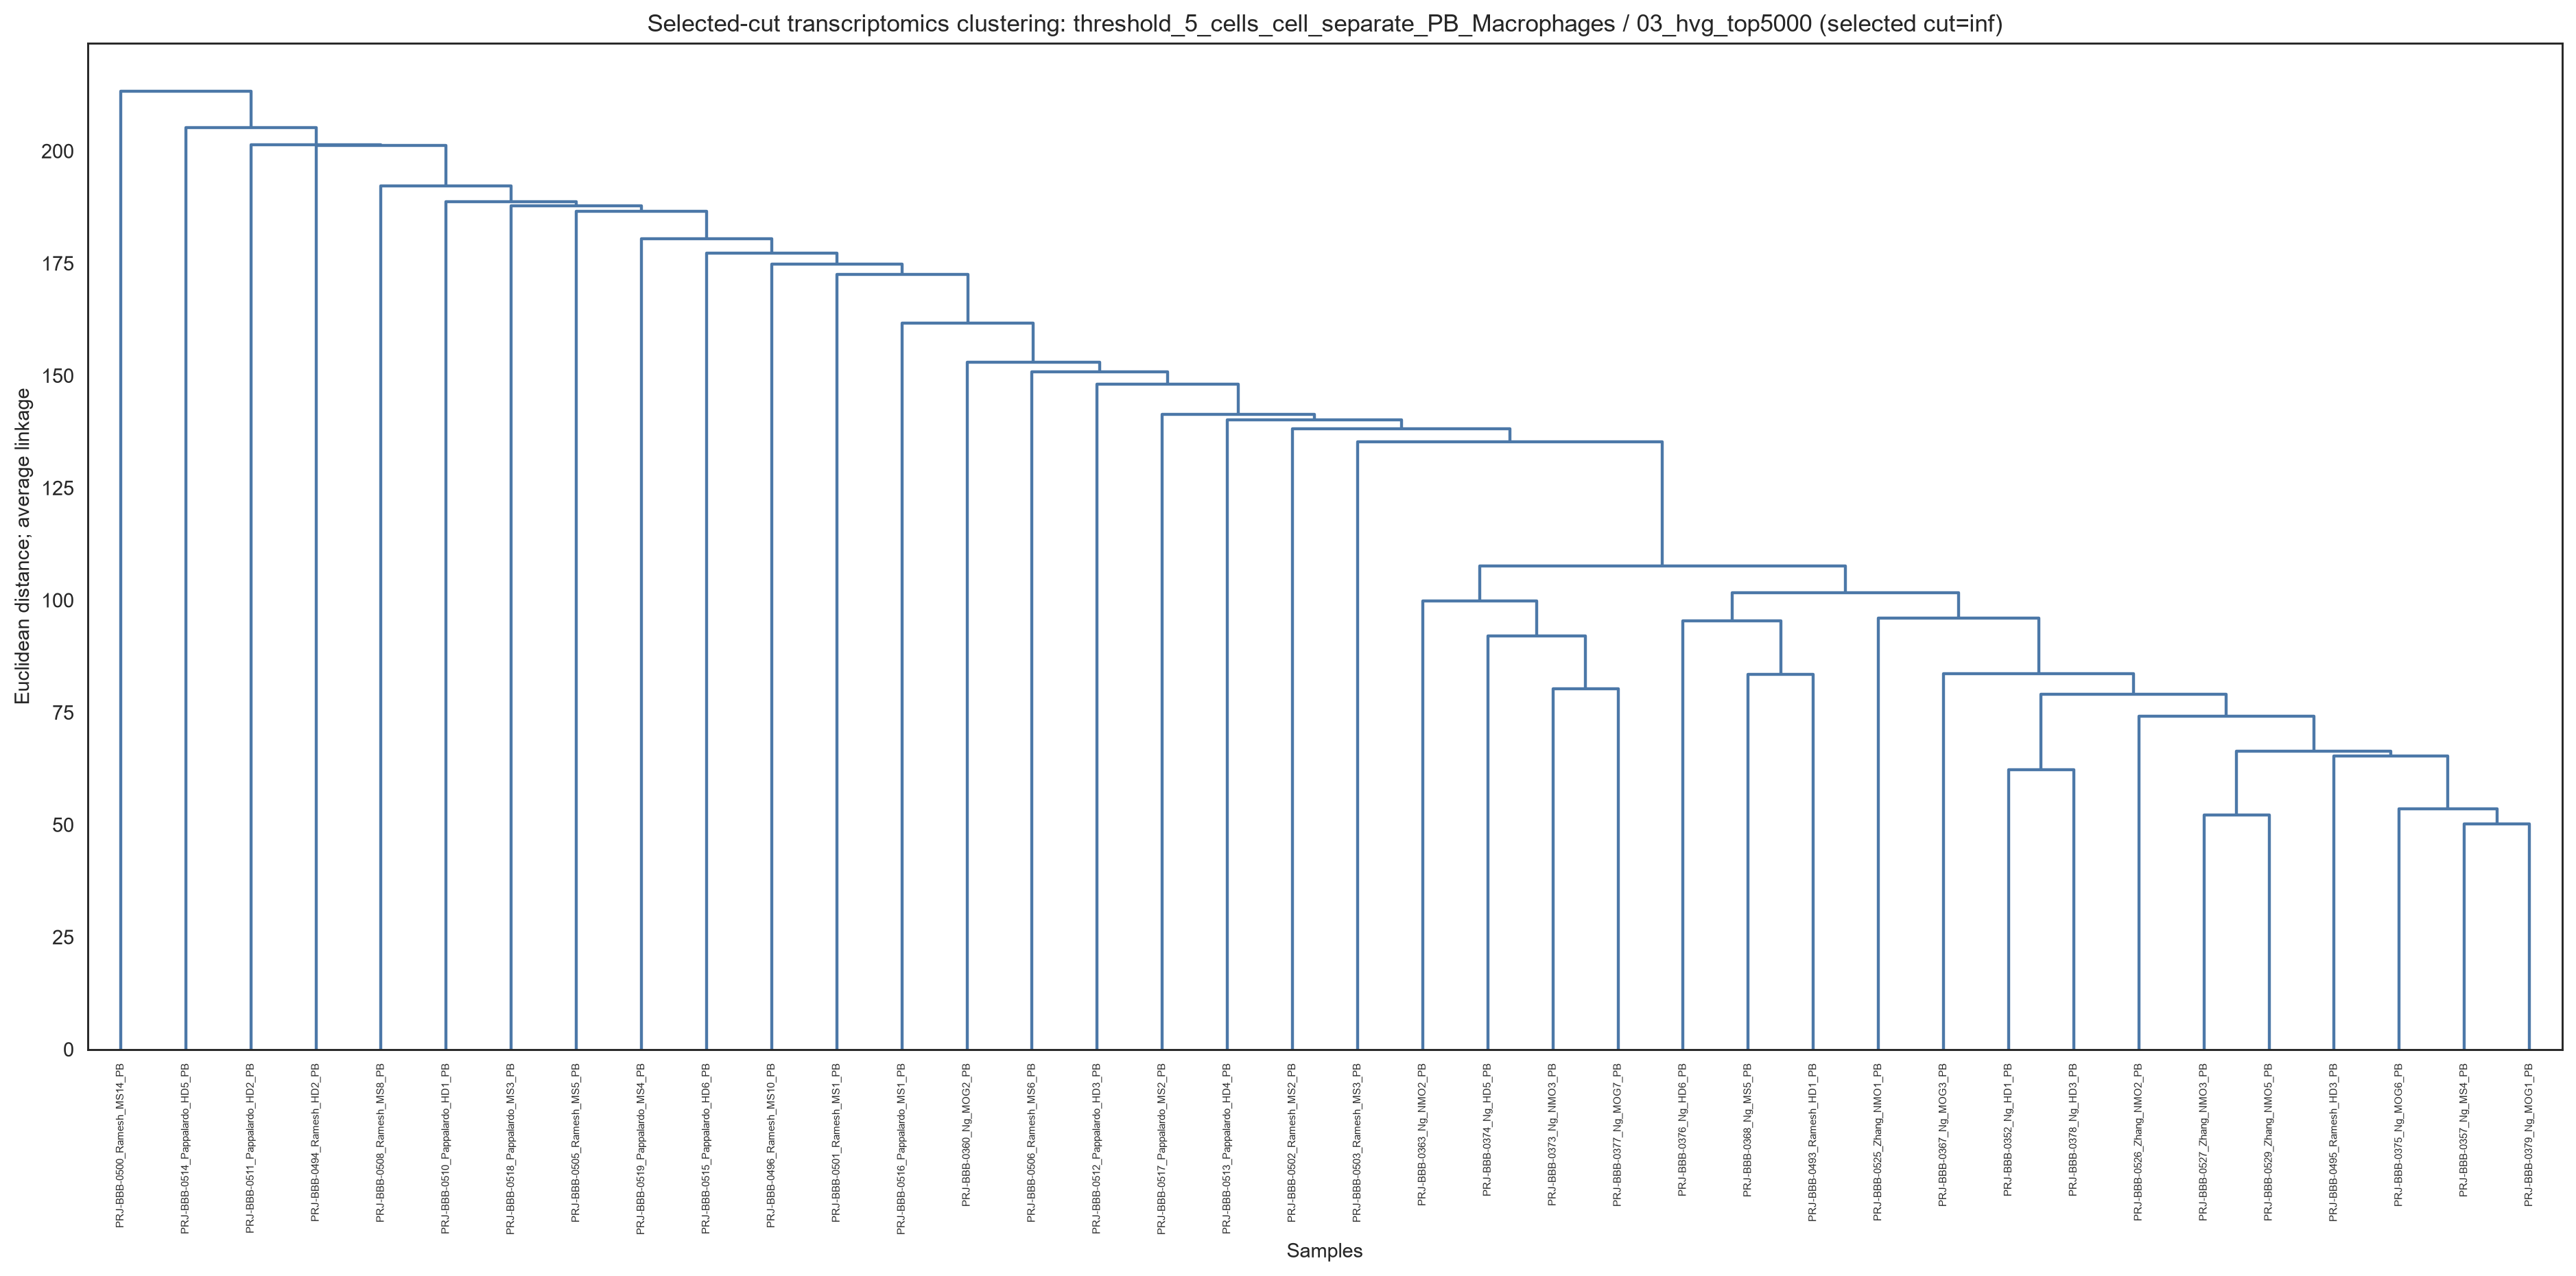 Selected-cut transcriptomics clustering: threshold_5_cells_cell_separate_PB_Macrophages / 03_hvg_top5000 (selected cut=inf)
Euclidean distance; average linkage
200
175
150
125
100
75
50
25
0
PRJ-BBB-0500_Ramesh_MS14_PB
PRJ-BBB-0514_Pappalardo_HD5_PB
PRJ-BBB-0511_Pappalardo_HD2_PB
PRJ-BBB-0494_Ramesh_HD2_PB
PRJ-BBB-0508_Ramesh_MS8_PB
PRJ-BBB-0510_Pappalardo_HD1_PB
PRJ-BBB-0518_Pappalardo_MS3_PB
PRJ-BBB-0505_Ramesh_MS5_PB
PRJ-BBB-0519_Pappalardo_MS4_PB
PRJ-BBB-0515_Pappalardo_HD6_PB
PRJ-BBB-0496_Ramesh_MS10_PB
PRJ-BBB-0501_Ramesh_MS1_PB
PRJ-BBB-0516_Pappalardo_MS1_PB
PRJ-BBB-0360_Ng_MOG2_PB
PRJ-BBB-0506_Ramesh_MS6_PB
PRJ-BBB-0512_Pappalardo_HD3_PB
PRJ-BBB-0517_Pappalardo_MS2_PB
PRJ-BBB-0513_Pappalardo_HD4_PB
PRJ-BBB-0502_Ramesh_MS2_PB
PRJ-BBB-0503_Ramesh_MS3_PB
PRJ-BBB-0363_Ng_NMO2_PB
PRJ-BBB-0374_Ng_HD5_PB
PRJ-BBB-0373_Ng_NMO3_PB
PRJ-BBB-0377_Ng_MOG7_PB
PRJ-BBB-0376_Ng_HD6_PB
PRJ-BBB-0368_Ng_MS5_PB
PRJ-BBB-0493_Ramesh_HD1_PB
PRJ-BBB-0525_Zhang_NMO1_PB
PRJ-BBB-0367_Ng_MOG3_PB
PRJ-BBB-0352_Ng_HD1_PB
PRJ-BBB-0378_Ng_HD3_PB
PRJ-BBB-0526_Zhang_NMO2_PB
PRJ-BBB-0527_Zhang_NMO3_PB
PRJ-BBB-0529_Zhang_NMO5_PB
PRJ-BBB-0495_Ramesh_HD3_PB
PRJ-BBB-0375_Ng_MOG6_PB
PRJ-BBB-0357_Ng_MS4_PB
PRJ-BBB-0379_Ng_MOG1_PB
Samples